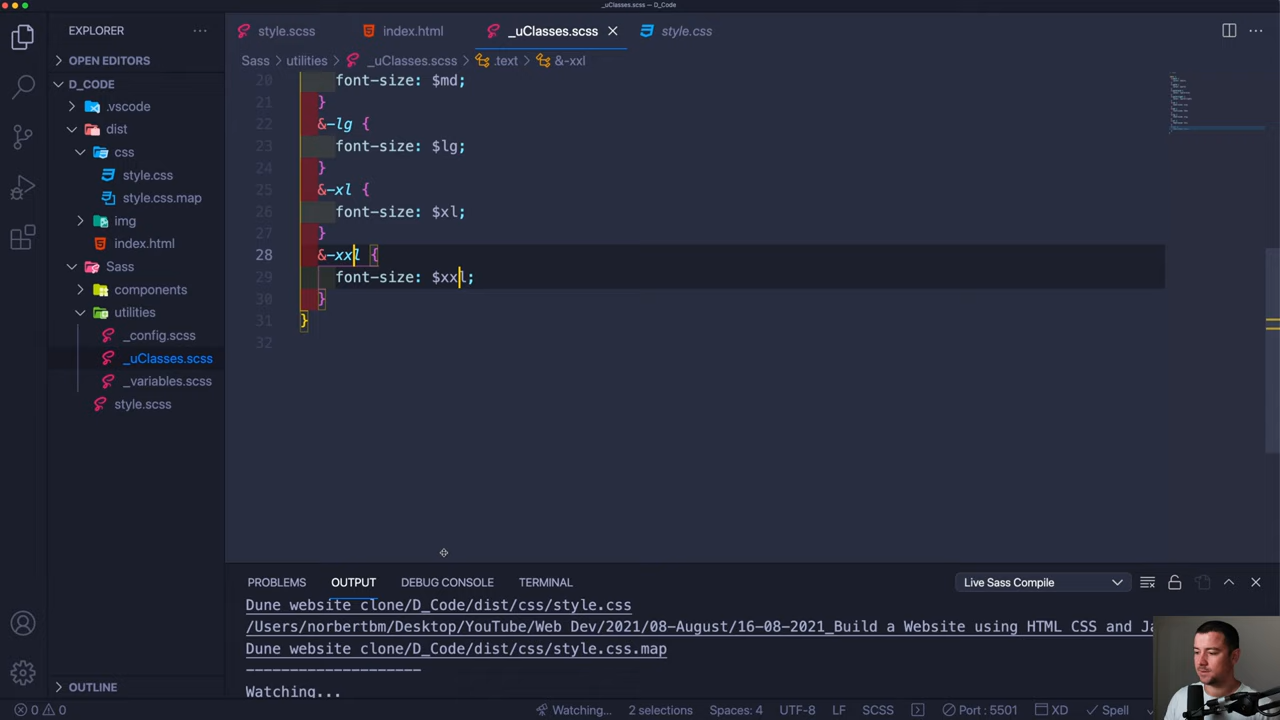 _uClasses.scss — D_Code
EXPLORER
OPEN EDITORS
D_CODE
.vscode
dist
css
style.css
style.css.map
img
index.html
Sass
components
utilities
_config.scss
_uClasses.scss
_variables.scss
style.scss
OUTLINE
style.scss
index.html
_uClasses.scss
style.css
Sass > utilities > _uClasses.scss > .text > &-xxl
20 font-size: $md;
21 }
22 &-lg {
23 font-size: $lg;
24 }
25 &-xl {
26 font-size: $xl;
27 }
28 &-xxl {
29 font-size: $xxl;
30 }
31 }
32
PROBLEMS OUTPUT DEBUG CONSOLE TERMINAL Live Sass Compile
Dune website clone/D_Code/dist/css/style.css
/Users/norbertbm/Desktop/YouTube/Web Dev/2021/08-August/16-08-2021_Build a Website using HTML CSS and Ja
Dune website clone/D_Code/dist/css/style.css.map
--------------------
Watching...
0 0 Watching... 2 selections Spaces: 4 UTF-8 LF SCSS Port : 5501 XD Spell